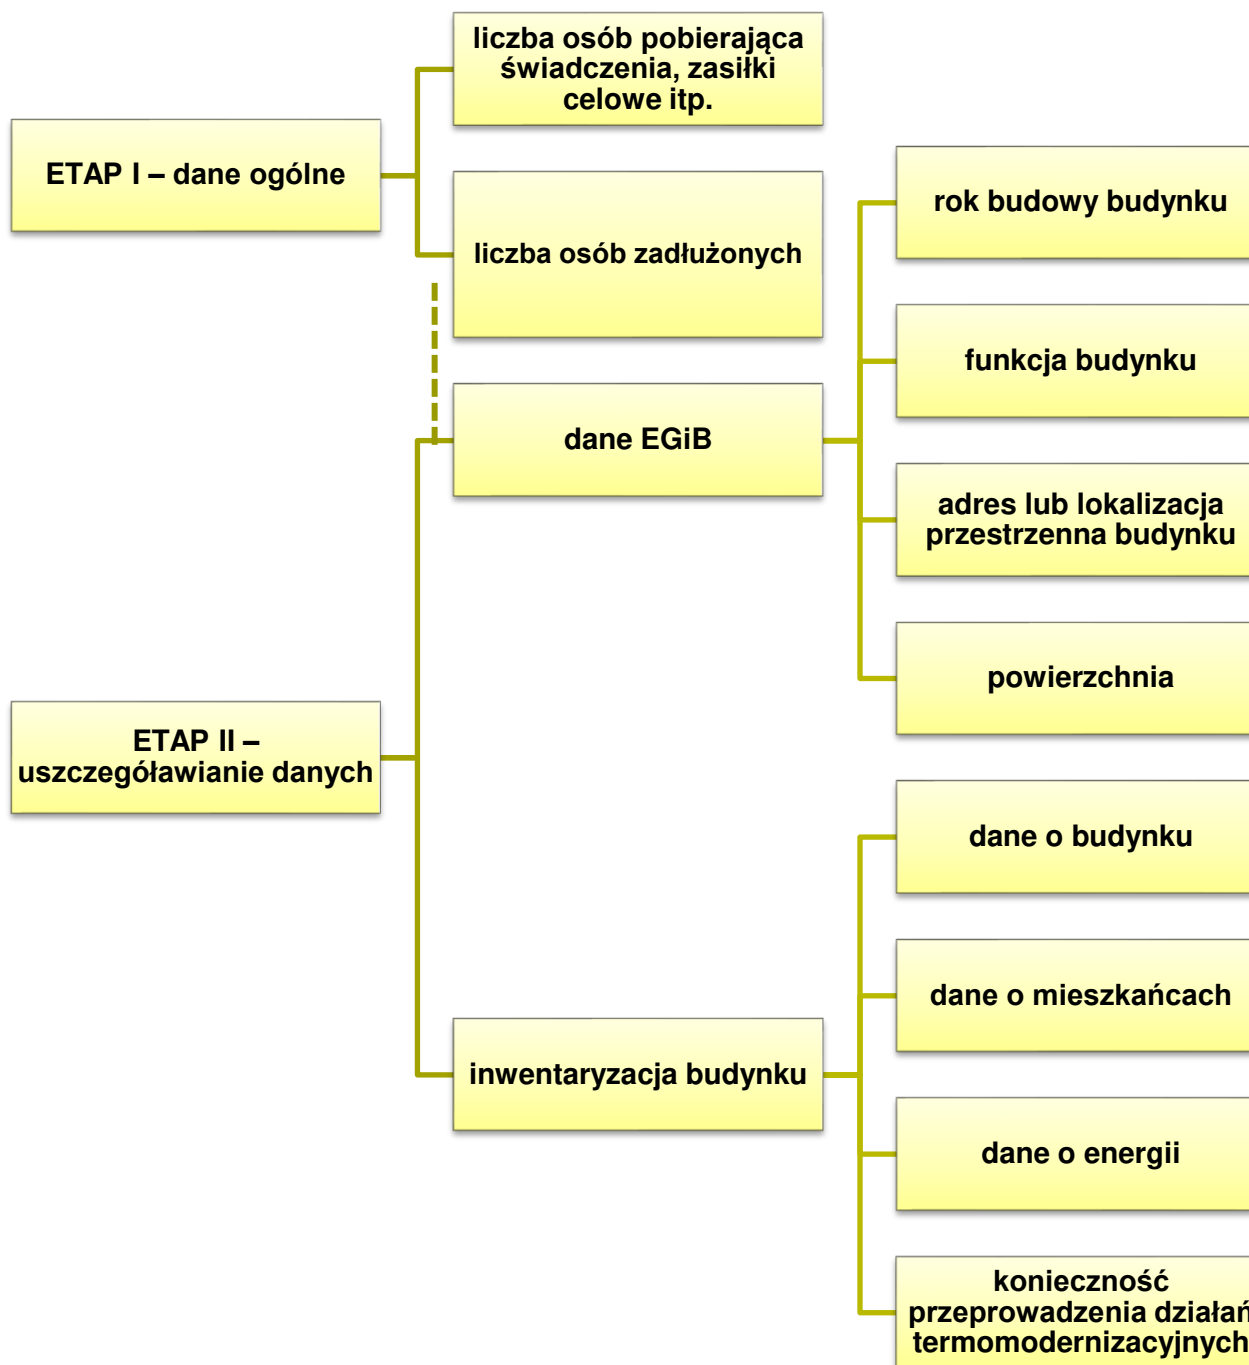 liczba osób pobierająca
świadczenia, zasiłki
celowe itp.
ETAP I – dane ogólne
liczba osób zadłużonych
rok budowy budynku
funkcja budynku
dane EGiB
adres lub lokalizacja
przestrzenna budynku
powierzchnia
ETAP II –
uszczegóławianie danych
dane o budynku
dane o mieszkańcach
inwentaryzacja budynku
dane o energii
konieczność
przeprowadzenia działań
termomodernizacyjnych